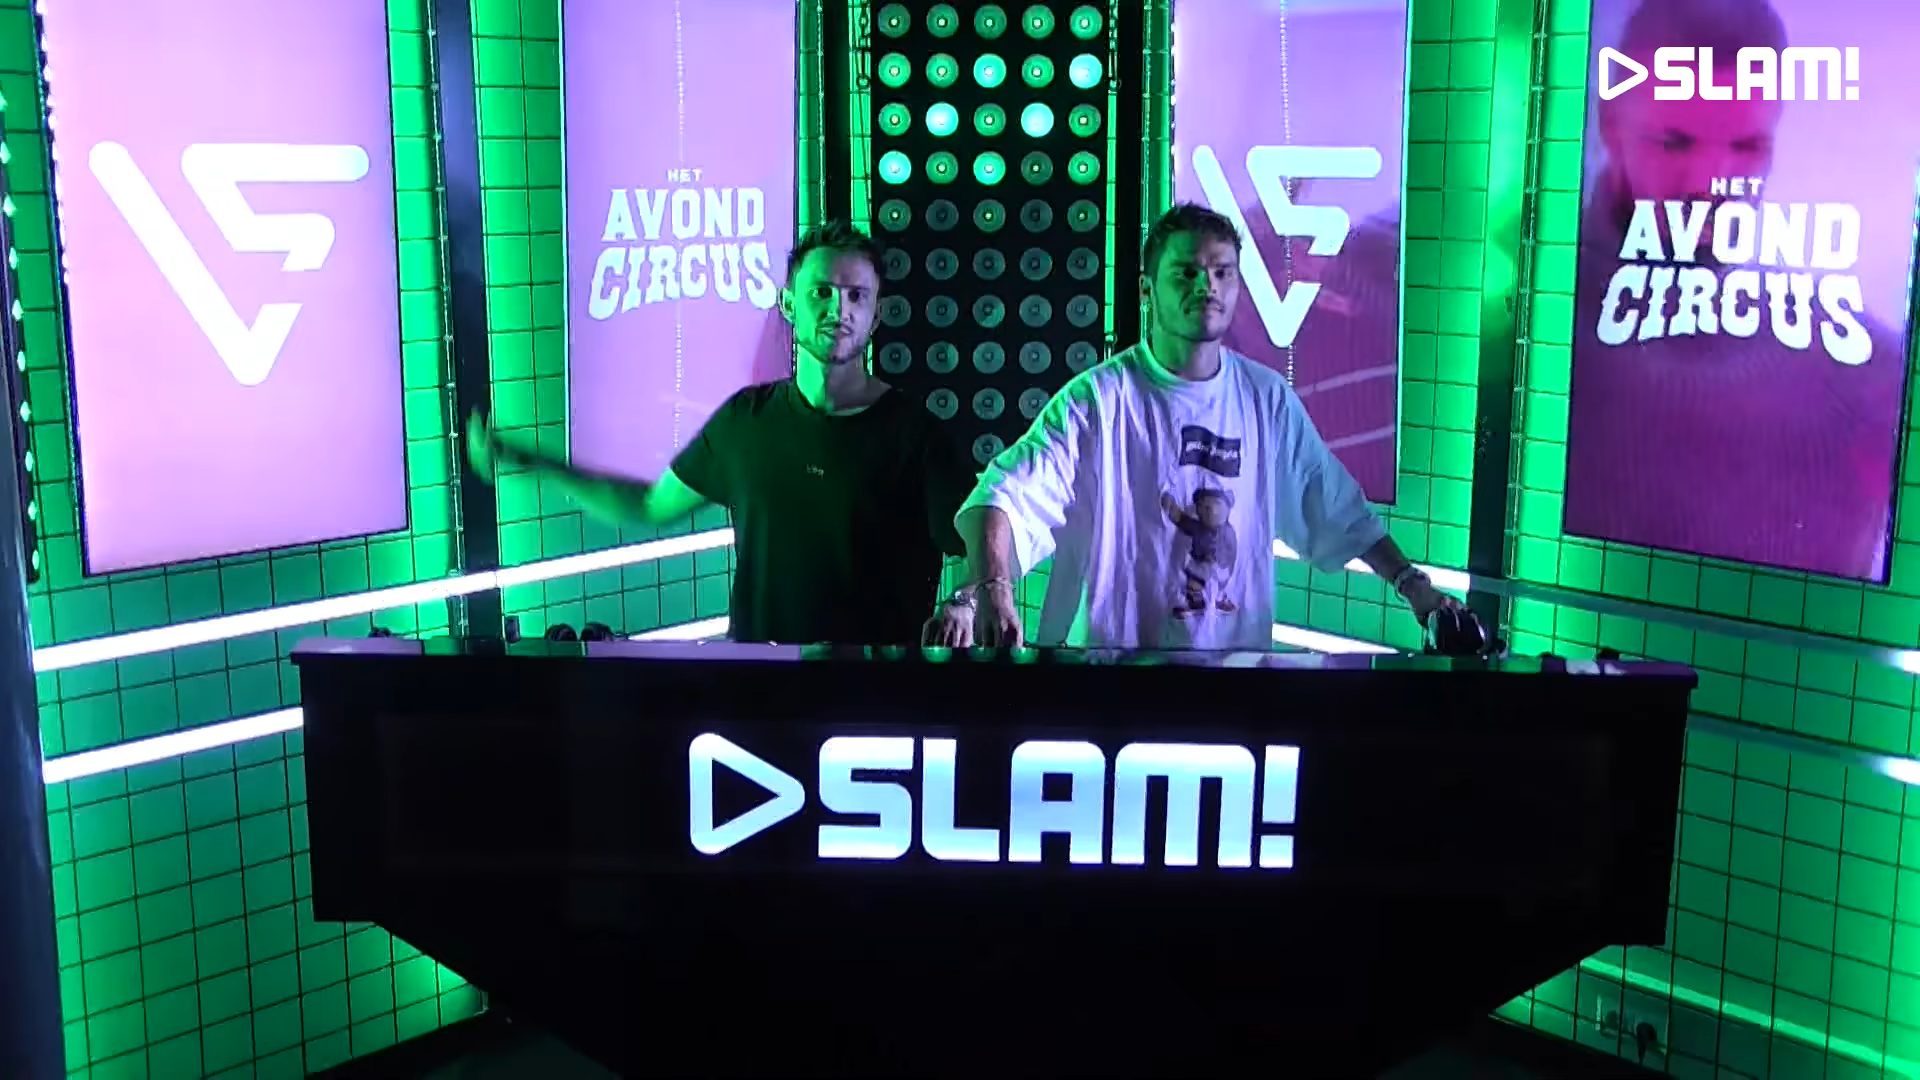 SLAM!
HET
AVOND
CIRCUS
HET
AVOND
CIRCUS
SLAM!